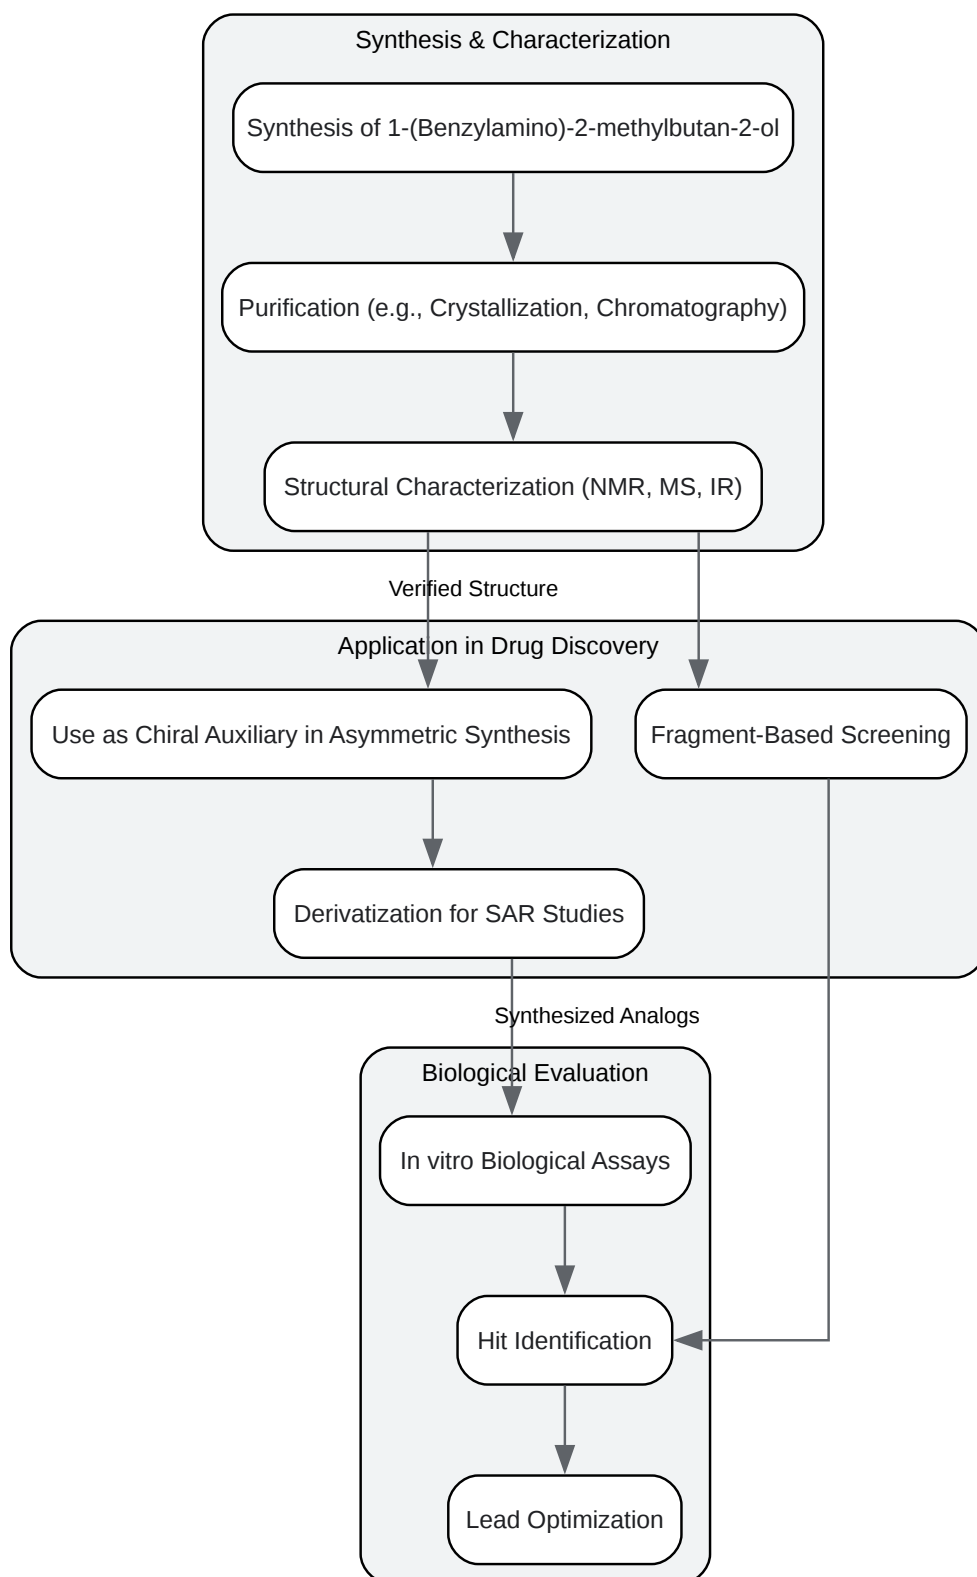 Synthesis & Characterization
Synthesis of 1-(Benzylamino)-2-methylbutan-2-ol
Purification (e.g., Crystallization, Chromatography)
Structural Characterization (NMR, MS, IR)
Verified Structure
Application in Drug Discovery
Use as Chiral Auxiliary in Asymmetric Synthesis
Fragment-Based Screening
Derivatization for SAR Studies
Synthesized Analogs
Biological Evaluation
In vitro Biological Assays
Hit Identification
Lead Optimization